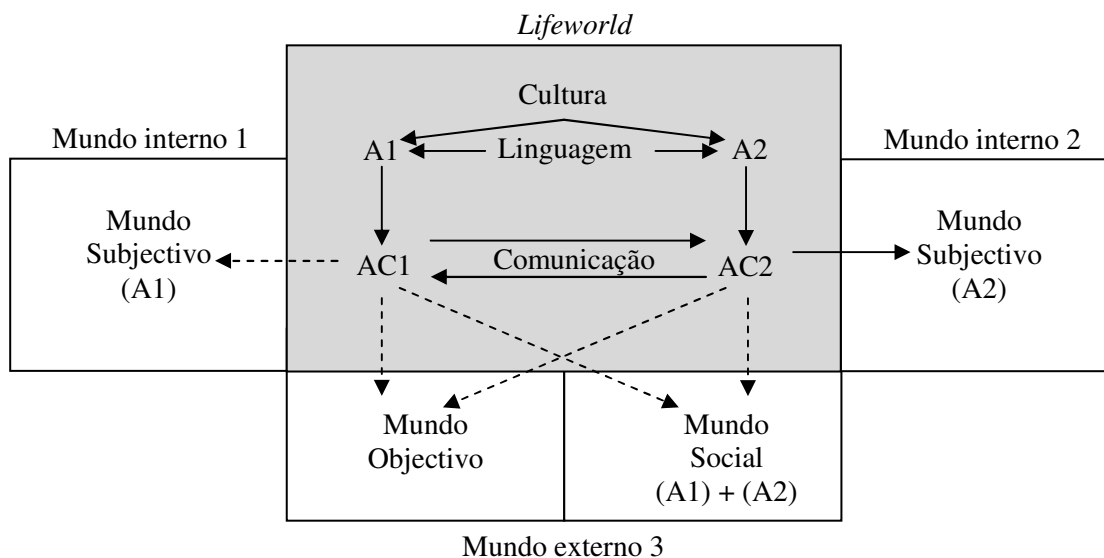 Lifeworld
Cultura
Mundo interno 1
Mundo interno 2
A1
Linguagem
A2
Mundo
Subjectivo
(A1)
AC1
Comunicação
AC2
Mundo
Subjectivo
(A2)
Mundo
Objectivo
Mundo
Social
(A1) + (A2)
Mundo externo 3